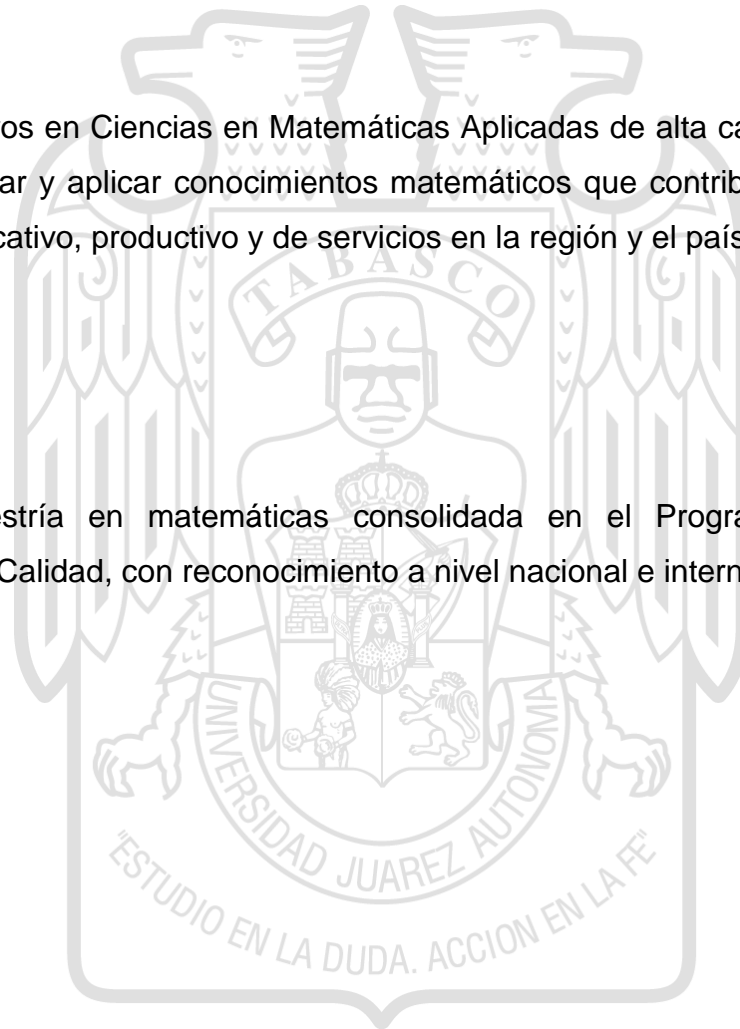 os en Ciencias en Matemáticas Aplicadas de alta ca
ar y aplicar conocimientos matemáticos que contrib
cativo, productivo y de servicios en la región y el país
TABASCO
estría en matemáticas consolidada en el Progra
Calidad, con reconocimiento a nivel nacional e intern
UNIVERSIDAD JUAREZ AUTONOMA
"ESTUDIO EN LA DUDA. ACCION EN LA FE"